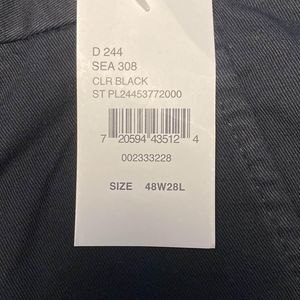 D 244
SEA 308
CLR BLACK
ST PL24453772000
7 20594 43512 4
002333228
SIZE 48W28L